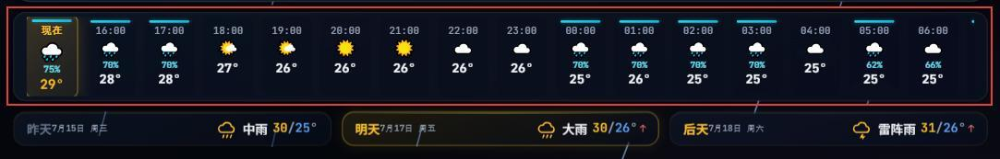 现在 16:00 17:00 18:00 19:00 20:00 21:00 22:00 23:00 00:00 01:00 02:00 03:00 04:00 05:00 06:00
75% 70% 70% 70% 70% 70% 70% 62% 66%
29° 28° 28° 27° 26° 26° 26° 26° 26° 25° 26° 25° 25° 25° 25° 25°
昨天7月15日 周三 中雨 30/25° 明天7月17日 周五 大雨 30/26°↑ 后天7月18日 周六 雷阵雨 31/26°↑